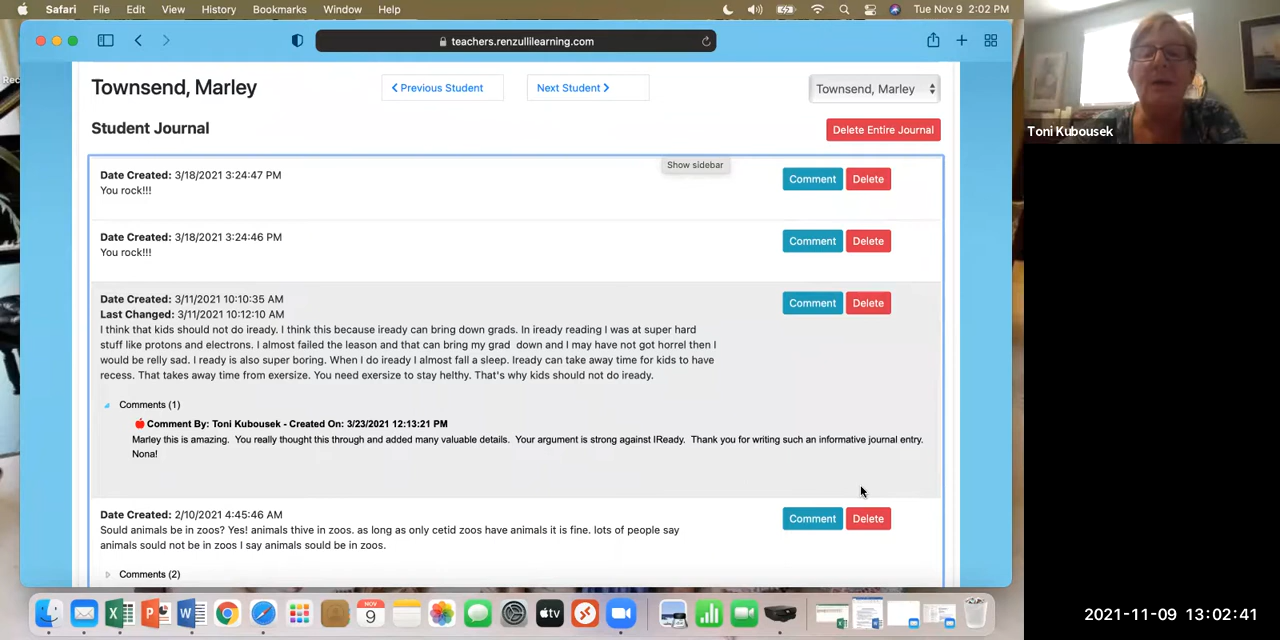 Safari File Edit View History Bookmarks Window Help Tue Nov 9 2:02 PM
teachers.renzullilearning.com
Townsend, Marley
Previous Student
Next Student
Townsend, Marley
Student Journal
Delete Entire Journal
Show sidebar
Date Created: 3/18/2021 3:24:47 PM
You rock!!!
Comment Delete
Date Created: 3/18/2021 3:24:46 PM
You rock!!!
Comment Delete
Date Created: 3/11/2021 10:10:35 AM
Last Changed: 3/11/2021 10:12:10 AM
Comment Delete
I think that kids should not do iready. I think this because iready can bring down grads. In iready reading I was at super hard
stuff like protons and electrons. I almost failed the leason and that can bring my grad down and I may have not got horrel then I
would be relly sad. I ready is also super boring. When I do iready I almost fall a sleep. Iready can take away time for kids to have
recess. That takes away time from exersize. You need exersize to stay helthy. That's why kids should not do iready.
Comments (1)
Comment By: Toni Kubousek - Created On: 3/23/2021 12:13:21 PM
Marley this is amazing. You really thought this through and added many valuable details. Your argument is strong against IReady. Thank you for writing such an informative journal entry.
Nona!
Date Created: 2/10/2021 4:45:46 AM
Comment Delete
Sould animals be in zoos? Yes! animals thive in zoos. as long as only cetid zoos have animals it is fine. lots of people say
animals sould not be in zoos I say animals sould be in zoos.
Comments (2)
Toni Kubousek
NOV
9
tv
2021-11-09 13:02:41